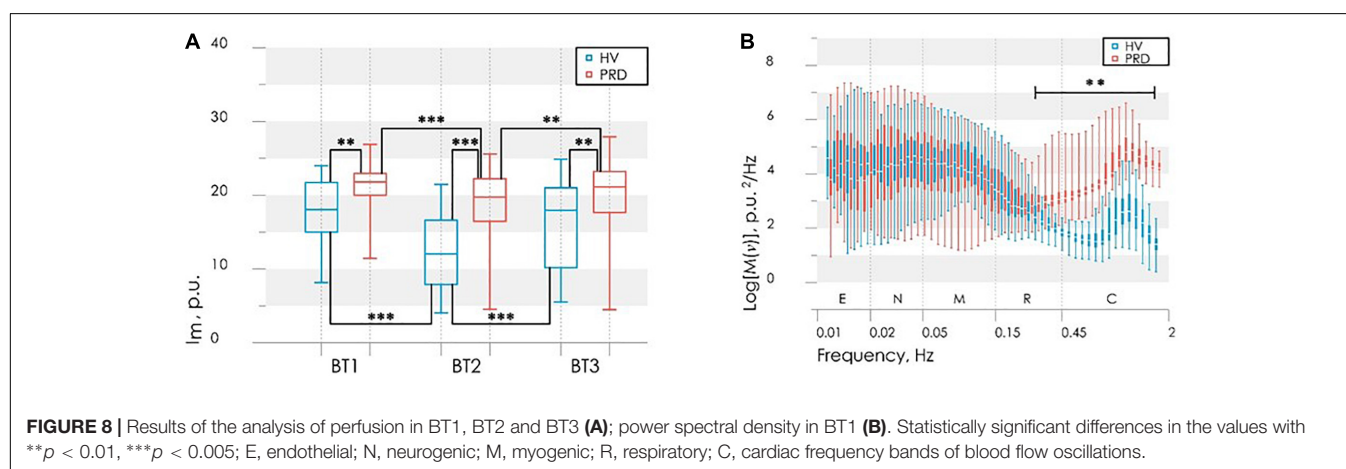 A
40
30
20
10
0
Im, p.u.
HV
PRD
**
***
***
**
**
***
***
BT1 BT2 BT3
B
8
6
4
2
0
Log[M(ν)], p.u.²/Hz
HV
PRD
**
E N M R C
0.01 0.02 0.05 0.15 0.45 2
Frequency, Hz
FIGURE 8 | Results of the analysis of perfusion in BT1, BT2 and BT3 (A); power spectral density in BT1 (B). Statistically significant differences in the values with
**p < 0.01, ***p < 0.005; E, endothelial; N, neurogenic; M, myogenic; R, respiratory; C, cardiac frequency bands of blood flow oscillations.